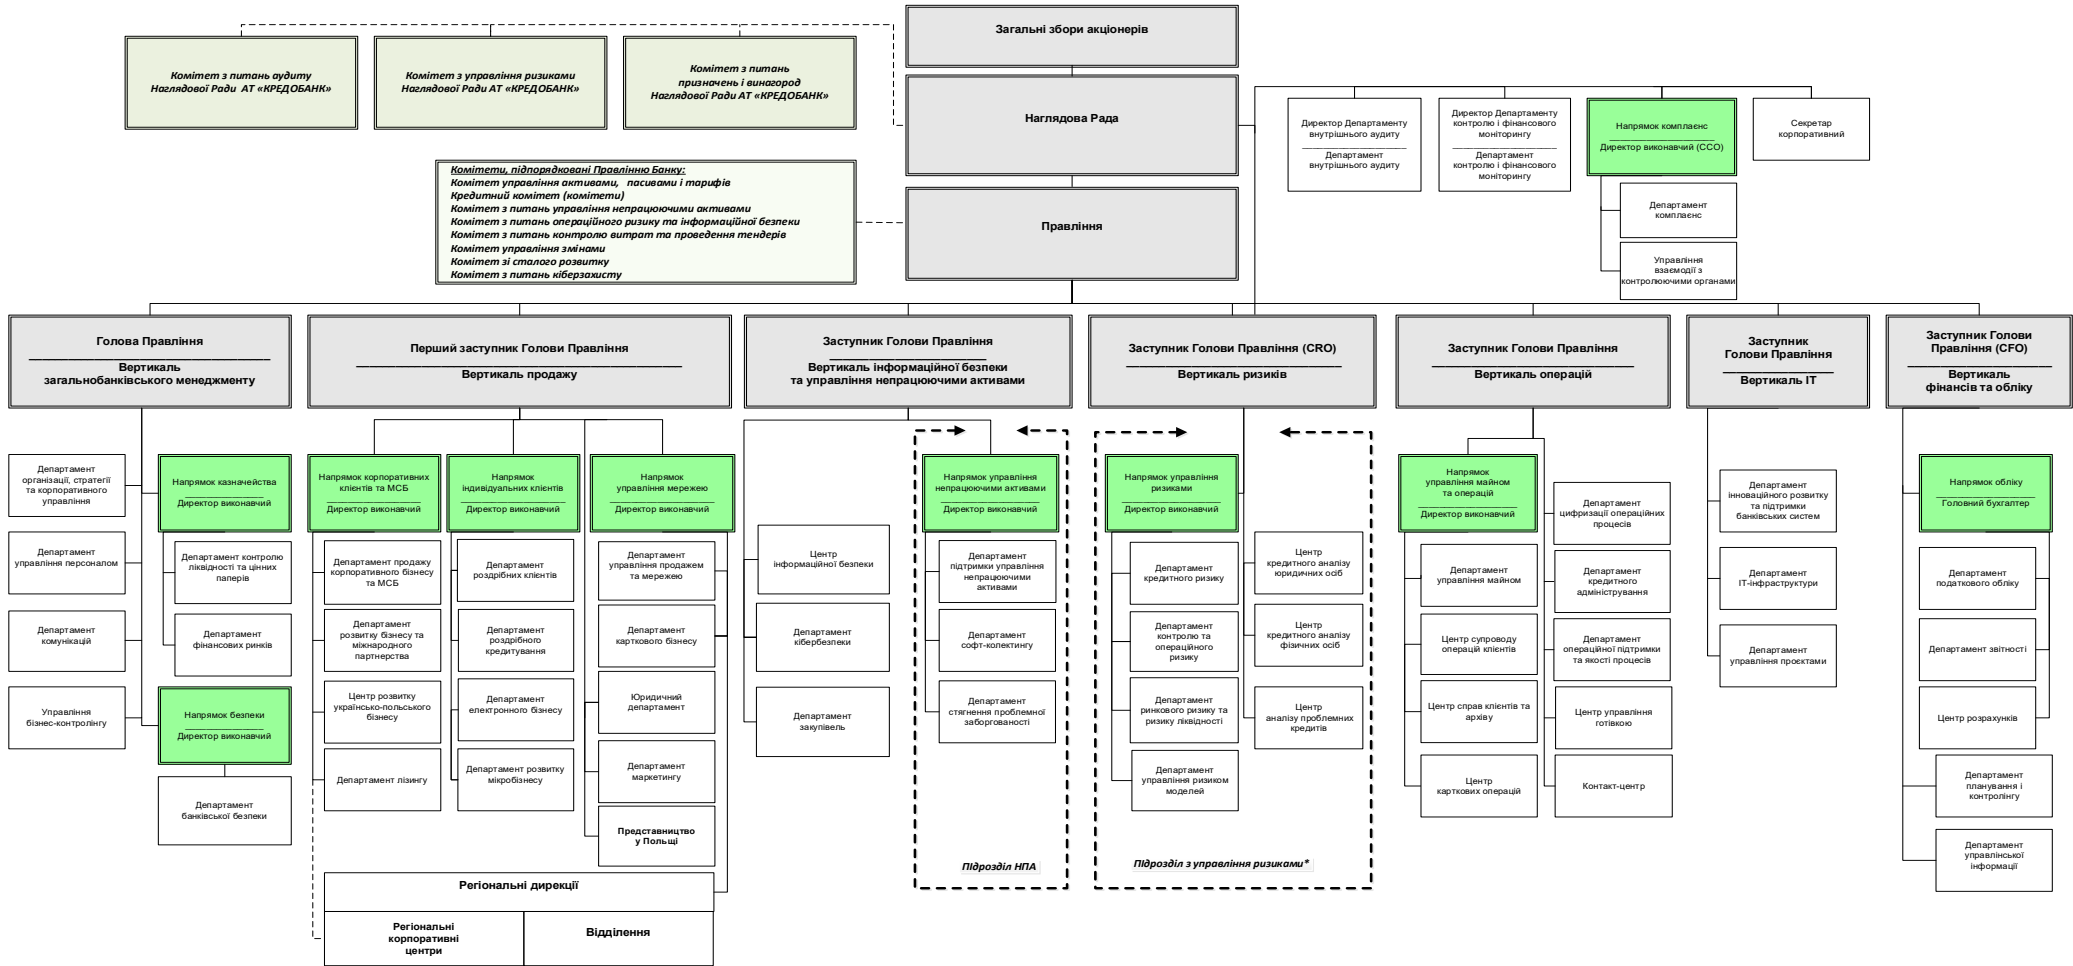 Загальні збори акціонерів
Комітет з питань аудиту
Наглядової Ради АТ «КРЕДОБАНК»
Комітет з управління ризиками
Наглядової Ради АТ «КРЕДОБАНК»
Комітет з питань
призначень і винагород
Наглядової Ради АТ «КРЕДОБАНК»
Наглядова Рада
Директор Департаменту
внутрішнього аудиту
Департамент
внутрішнього аудиту
Директор Департаменту
контролю і фінансового
моніторингу
Департамент
контролю і фінансового
моніторингу
Напрямок комплаєнс
Директор виконавчий (ССО)
Секретар
корпоративний
Департамент
комплаєнс
Управління
взаємодії з
контролюючими органами
Комітети, підпорядковані Правлінню Банку:
Комітет управління активами, пасивами і тарифів
Кредитний комітет (комітети)
Комітет з питань управління непрацюючими активами
Комітет з питань операційного ризику та інформаційної безпеки
Комітет з питань контролю витрат та проведення тендерів
Комітет управління змінами
Комітет зі сталого розвитку
Комітет з питань кіберзахисту
Правління
Голова Правління
Вертикаль
загальнобанківського менеджменту
Перший заступник Голови Правління
Вертикаль продажу
Заступник Голови Правління
Вертикаль інформаційної безпеки
та управління непрацюючими активами
Заступник Голови Правління (CRO)
Вертикаль ризиків
Заступник Голови Правління
Вертикаль операцій
Заступник
Голови Правління
Вертикаль ІТ
Заступник Голови
Правління (CFO)
Вертикаль
фінансів та обліку
Департамент
організації, стратегії
та корпоративного
управління
Департамент
управління персоналом
Департамент
комунікацій
Управління
бізнес-контролінгу
Напрямок казначейства
Директор виконавчий
Департамент контролю
ліквідності та цінних
паперів
Департамент
фінансових ринків
Напрямок безпеки
Директор виконавчий
Департамент
банківської безпеки
Напрямок корпоративних
клієнтів та МСБ
Директор виконавчий
Департамент продажу
корпоративного бізнесу
та МСБ
Департамент
розвитку бізнесу та
міжнародного
партнерства
Центр розвитку
українсько-польського
бізнесу
Департамент лізингу
Напрямок
індивідуальних клієнтів
Директор виконавчий
Департамент
роздрібних клієнтів
Департамент
роздрібного
кредитування
Департамент
електронного бізнесу
Департамент розвитку
мікробізнесу
Напрямок
управління мережею
Директор виконавчий
Департамент
управління продажем
та мережею
Департамент
карткового бізнесу
Юридичний
департамент
Департамент
маркетингу
Представництво
у Польщі
Регіональні дирекції
Регіональні
корпоративні
центри
Відділення
Центр
інформаційної безпеки
Департамент
кібербезпеки
Департамент
закупівель
Напрямок управління
непрацюючими активами
Директор виконавчий
Департамент
підтримки управління
непрацюючими
активами
Департамент
софт-колектингу
Департамент
стягнення проблемної
заборгованості
Підрозділ НПА
Напрямок управління
ризиками
Директор виконавчий
Департамент
кредитного ризику
Департамент
контролю та
операційного
ризику
Департамент
ринкового ризику та
ризику ліквідності
Департамент
управління ризиком
моделей
Центр
кредитного аналізу
юридичних осіб
Центр
кредитного аналізу
фізичних осіб
Центр
аналізу проблемних
кредитів
Підрозділ з управління ризиками*
Напрямок
управління майном
та операцій
Директор виконавчий
Департамент
управління майном
Центр супроводу
операцій клієнтів
Центр справ клієнтів та
архіву
Центр
карткових операцій
Департамент
цифризації операційних
процесів
Департамент
кредитного
адміністрування
Департамент
операційної підтримки
та якості процесів
Центр управління
готівкою
Контакт-центр
Департамент
інноваційного розвитку
та підтримки
банківських систем
Департамент
ІТ-інфраструктури
Департамент
управління проєктами
Напрямок обліку
Головний бухгалтер
Департамент
податкового обліку
Департамент звітності
Центр розрахунків
Департамент
планування і
контролінгу
Департамент
управлінської
інформації